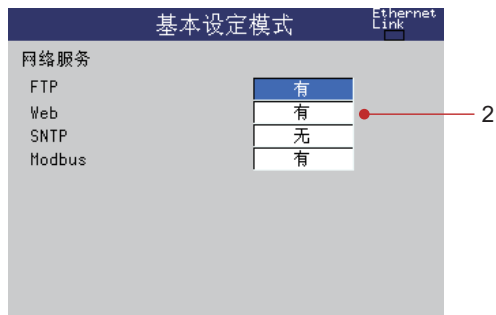 基本设定模式
Ethernet
Link
网络服务
FTP 有
Web 有 2
SNTP 无
Modbus 有